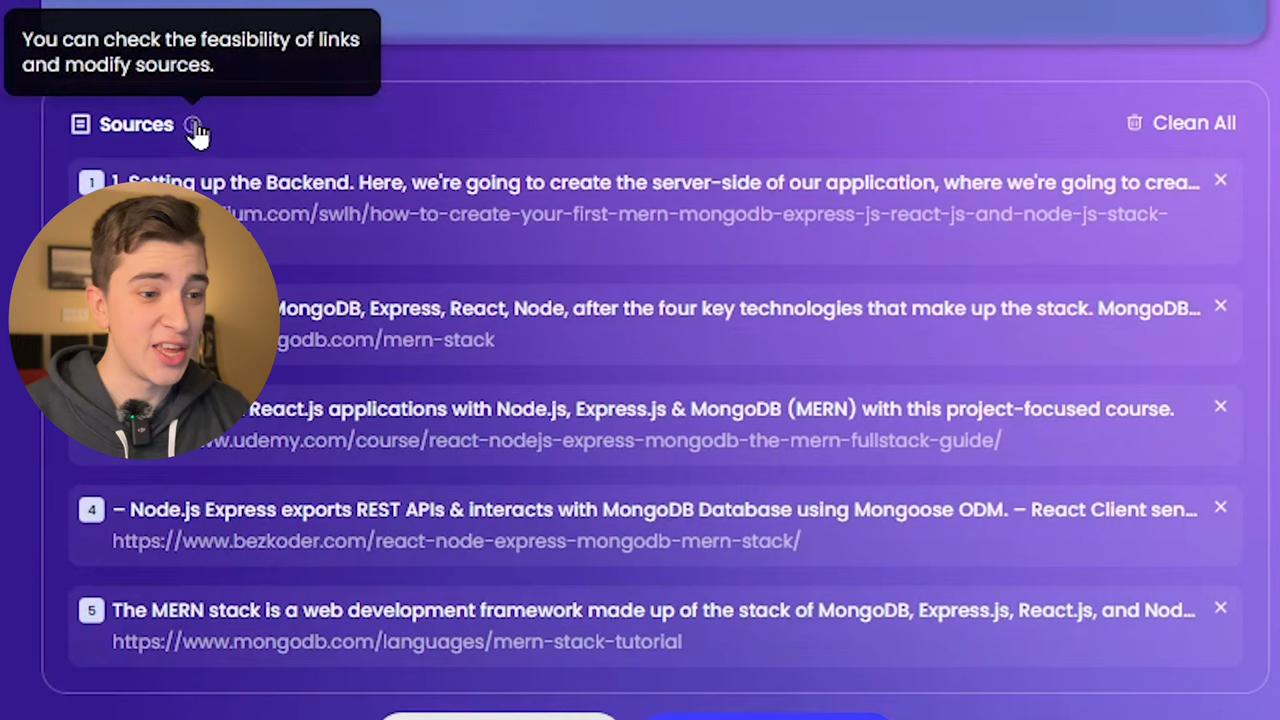 You can check the feasibility of links
and modify sources.
Sources
Clean All
1 1. Setting up the Backend. Here, we're going to create the server-side of our application, where we're going to crea...
ium.com/swlh/how-to-create-your-first-mern-mongodb-express-js-react-js-and-node-js-stack-
MongoDB, Express, React, Node, after the four key technologies that make up the stack. MongoDB...
godb.com/mern-stack
React.js applications with Node.js, Express.js & MongoDB (MERN) with this project-focused course.
w.udemy.com/course/react-nodejs-express-mongodb-the-mern-fullstack-guide/
4 – Node.js Express exports REST APIs & interacts with MongoDB Database using Mongoose ODM. – React Client sen...
https://www.bezkoder.com/react-node-express-mongodb-mern-stack/
5 The MERN stack is a web development framework made up of the stack of MongoDB, Express.js, React.js, and Nod...
https://www.mongodb.com/languages/mern-stack-tutorial